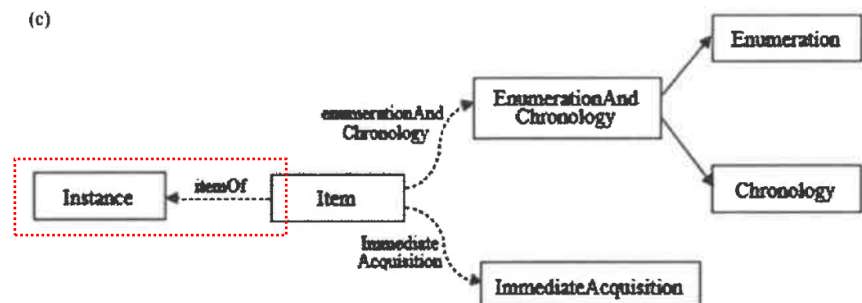 (c)
Enumeration
enumerationAnd
Chronology
EnumerationAnd
Chronology
Instance
itemOf
Item
Chronology
Immediate
Acquisition
ImmediateAcquisition